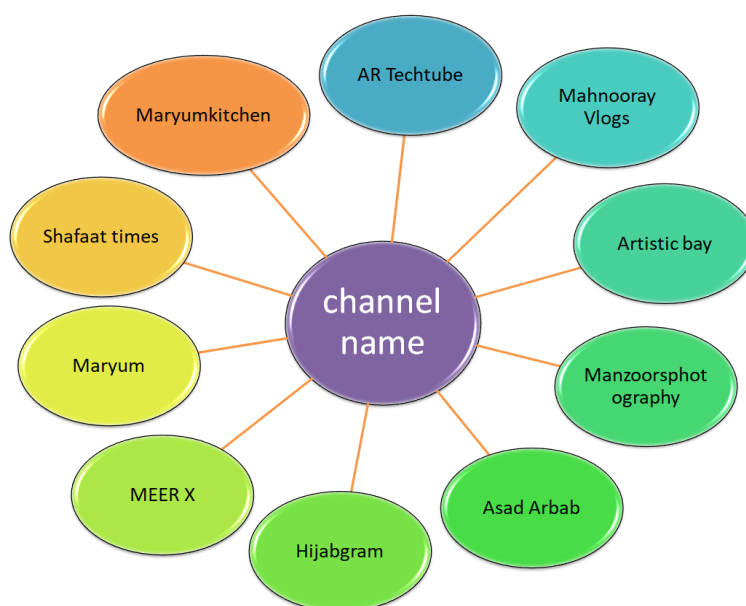 AR Techtube
Mahnooray
Vlogs
Artistic bay
Manzoorsphot
ography
Asad Arbab
Hijabgram
MEER X
Maryum
Shafaat times
Maryumkitchen
channel
name